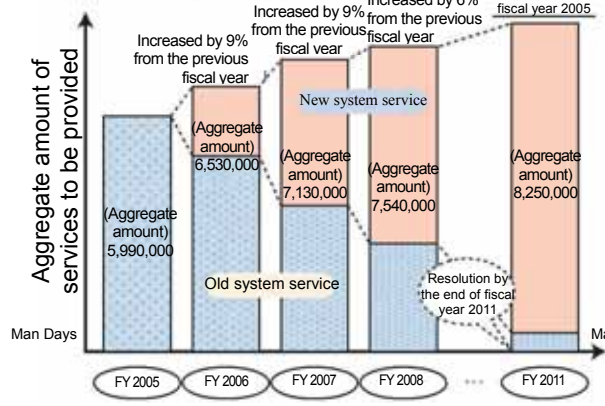 Increased by 6%
from the previous
fiscal year
Increased by 9%
from the previous
fiscal year
Increased by 9%
from the previous
fiscal year
fiscal year 2005
Aggregate amount of
services to be provided
New system service
(Aggregate
amount)
5,990,000
(Aggregate
amount)
6,530,000
(Aggregate
amount)
7,130,000
(Aggregate
amount)
7,540,000
(Aggregate
amount)
8,250,000
Old system service
Resolution by
the end of fiscal
year 2011
Man Days
Ma
FY 2005
FY 2006
FY 2007
FY 2008
...
FY 2011